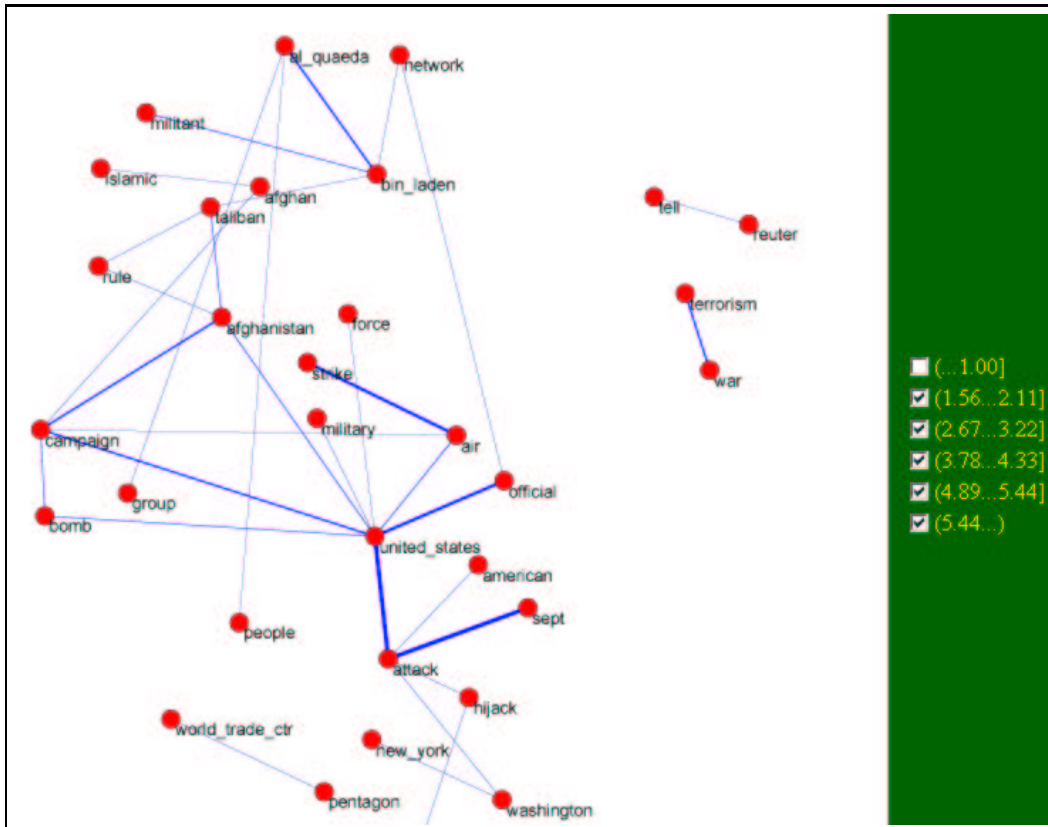 al_quaeda
network
militant
islamic
afghan
bin_laden
taliban
tell
reuter
rule
terrorism
afghanistan
force
strike
war
(...1.00]
(1.56...2.11]
military
campaign
air
(2.67...3.22]
(3.78...4.33]
group
official
(4.89...5.44]
bomb
(5.44...)
united_states
american
sept
people
attack
hijack
world_trade_ctr
new_york
pentagon
washington